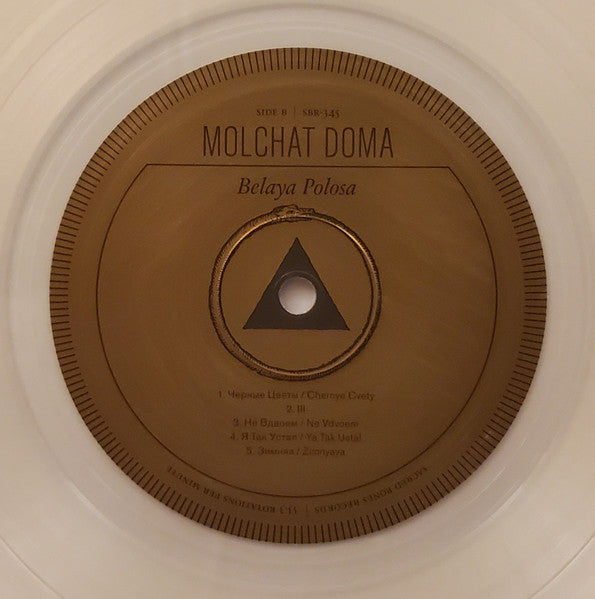 SIDE B | SBR-345
MOLCHAT DOMA
Belaya Polosa
1. Черные Цветы / Chernye Cvety
2. III
3. Не Вдвоем / Ne Vdvoem
4. Я Так Устал / Ya Tak Ustal
5. Зимняя / Zimnyaya
SACRED BONES RECORDS | 33.3 ROTATIONS PER MINUTE